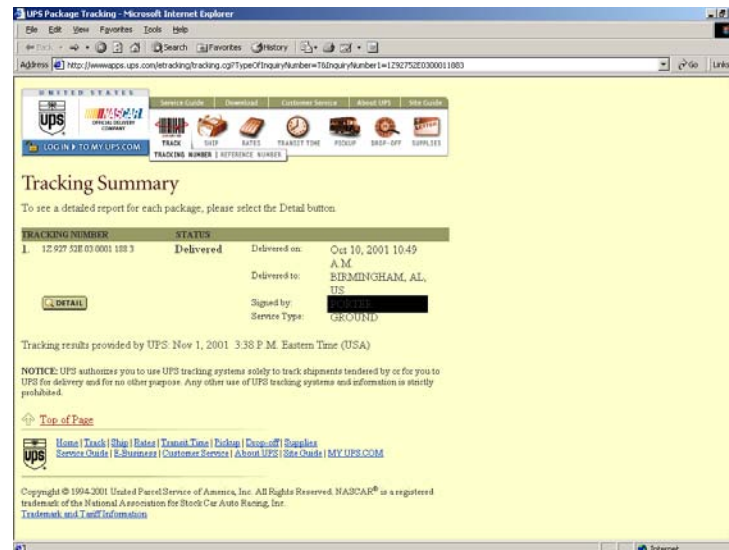 UPS Package Tracking - Microsoft Internet Explorer
File Edit View Favorites Tools Help
Back Search Favorites History
Address http://wwwapps.ups.com/etracking/tracking.cgi?TypeOfInquiryNumber=T&InquiryNumber1=1Z92752E0300011883 Go Links
UNITED STATES
Service Guide Download Customer Service About UPS Site Guide
ups NASCAR
OFFICIAL DELIVERY COMPANY
TRACK SHIP RATES TRANSIT TIME PICKUP DROP-OFF SUPPLIES
LOG IN TO MY UPS.COM
TRACKING NUMBER | REFERENCE NUMBER
Tracking Summary
To see a detailed report for each package, please select the Detail button.
TRACKING NUMBER STATUS
1. 1Z 927 52E 03 0001 188 3 Delivered Delivered on: Oct 10, 2001 10:49
A.M.
Delivered to: BIRMINGHAM, AL,
US
DETAIL Signed by:
Service Type: GROUND
Tracking results provided by UPS: Nov 1, 2001 3:38 P.M. Eastern Time (USA)
NOTICE: UPS authorizes you to use UPS tracking systems solely to track shipments tendered by or for you to
UPS for delivery and for no other purpose. Any other use of UPS tracking systems and information is strictly
prohibited.
Top of Page
Home | Track | Ship | Rates | Transit Time | Pickup | Drop-off | Supplies
ups Service Guide | E-Business | Customer Service | About UPS | Site Guide | MY UPS.COM
Copyright © 1994-2001 United Parcel Service of America, Inc. All Rights Reserved. NASCAR® is a registered
trademark of the National Association for Stock Car Auto Racing, Inc.
Trademark and Tariff Information
Internet